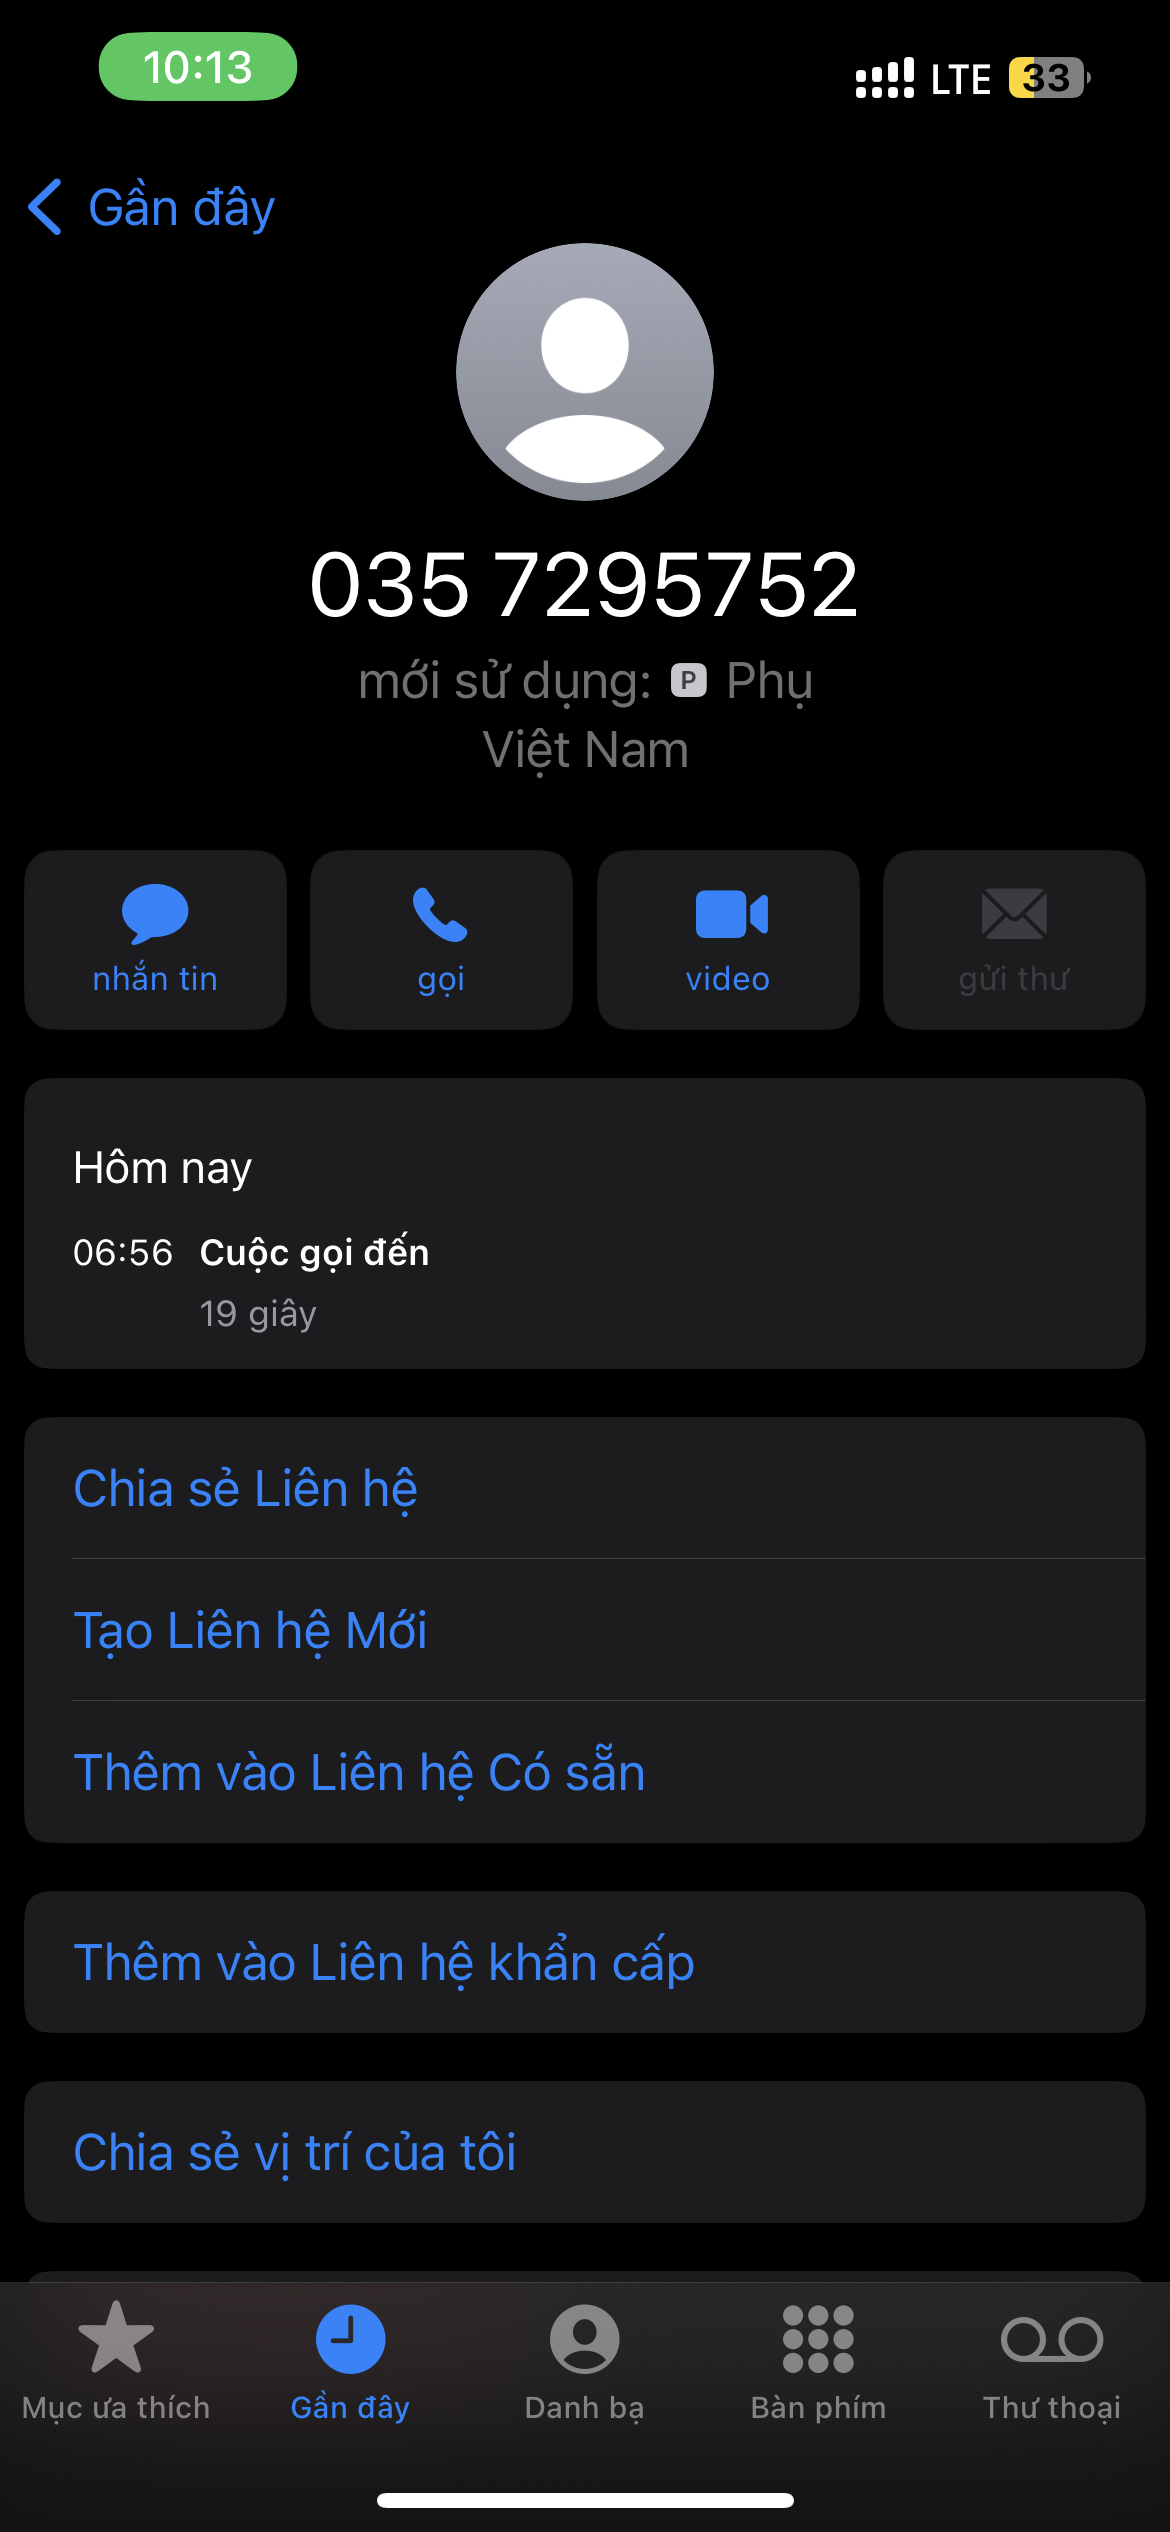 10:13 LTE 33
Gần đây
035 7295752
mới sử dụng: P Phụ
Việt Nam
nhắn tin gọi video gửi thư
Hôm nay
06:56 Cuộc gọi đến
19 giây
Chia sẻ Liên hệ
Tạo Liên hệ Mới
Thêm vào Liên hệ Có sẵn
Thêm vào Liên hệ khẩn cấp
Chia sẻ vị trí của tôi
Mục ưa thích Gần đây Danh bạ Bàn phím Thư thoại